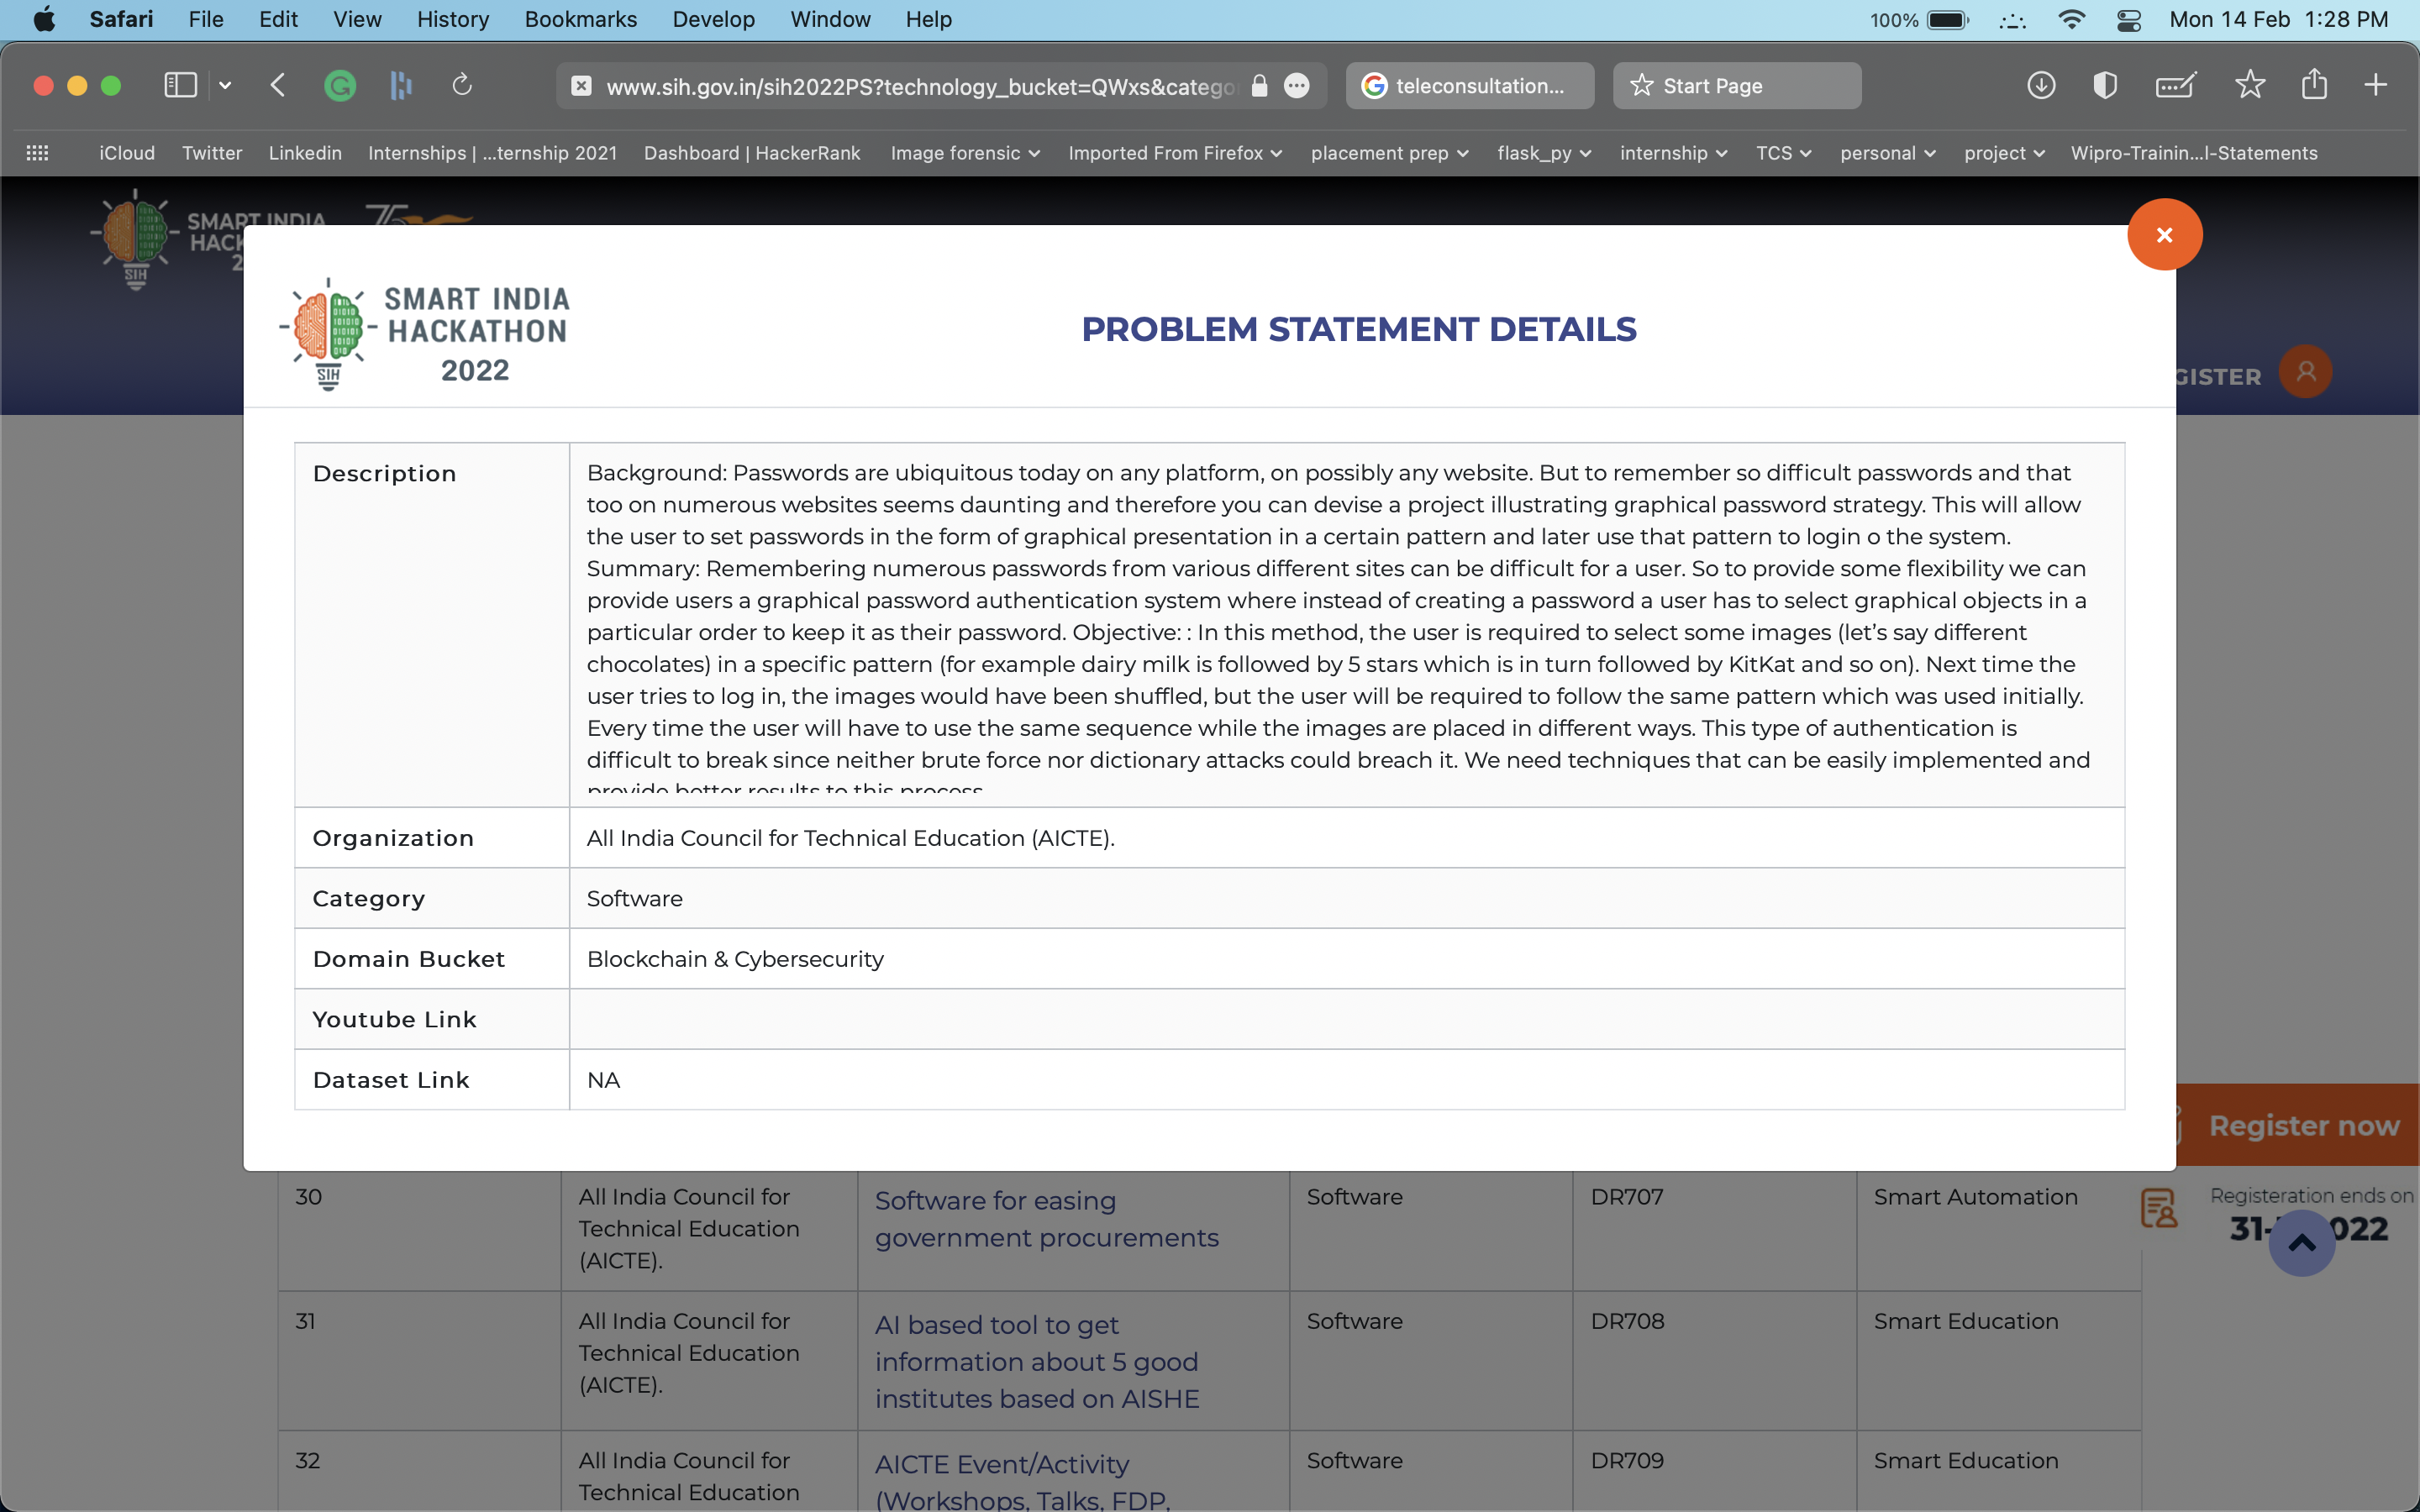 Safari File Edit View History Bookmarks Develop Window Help 100% Mon 14 Feb 1:28 PM
www.sih.gov.in/sih2022PS?technology_bucket=QWxs&catego teleconsultation... Start Page
iCloud Twitter Linkedin Internships | ...ternship 2021 Dashboard | HackerRank Image forensic Imported From Firefox placement prep flask_py internship TCS personal project Wipro-Trainin...l-Statements
SMART INDIA
HACK
2
SIH
75
SMART INDIA
HACKATHON
2022
SIH
PROBLEM STATEMENT DETAILS
GISTER
Description
Background: Passwords are ubiquitous today on any platform, on possibly any website. But to remember so difficult passwords and that
too on numerous websites seems daunting and therefore you can devise a project illustrating graphical password strategy. This will allow
the user to set passwords in the form of graphical presentation in a certain pattern and later use that pattern to login o the system.
Summary: Remembering numerous passwords from various different sites can be difficult for a user. So to provide some flexibility we can
provide users a graphical password authentication system where instead of creating a password a user has to select graphical objects in a
particular order to keep it as their password. Objective: : In this method, the user is required to select some images (let’s say different
chocolates) in a specific pattern (for example dairy milk is followed by 5 stars which is in turn followed by KitKat and so on). Next time the
user tries to log in, the images would have been shuffled, but the user will be required to follow the same pattern which was used initially.
Every time the user will have to use the same sequence while the images are placed in different ways. This type of authentication is
difficult to break since neither brute force nor dictionary attacks could breach it. We need techniques that can be easily implemented and
provide better results to this process
Organization All India Council for Technical Education (AICTE).
Category Software
Domain Bucket Blockchain & Cybersecurity
Youtube Link
Dataset Link NA
Register now
Registeration ends on
31- 022
30 All India Council for Technical Education (AICTE). Software for easing government procurements Software DR707 Smart Automation
31 All India Council for Technical Education (AICTE). AI based tool to get information about 5 good institutes based on AISHE Software DR708 Smart Education
32 All India Council for Technical Education AICTE Event/Activity (Workshops, Talks, FDP, Software DR709 Smart Education